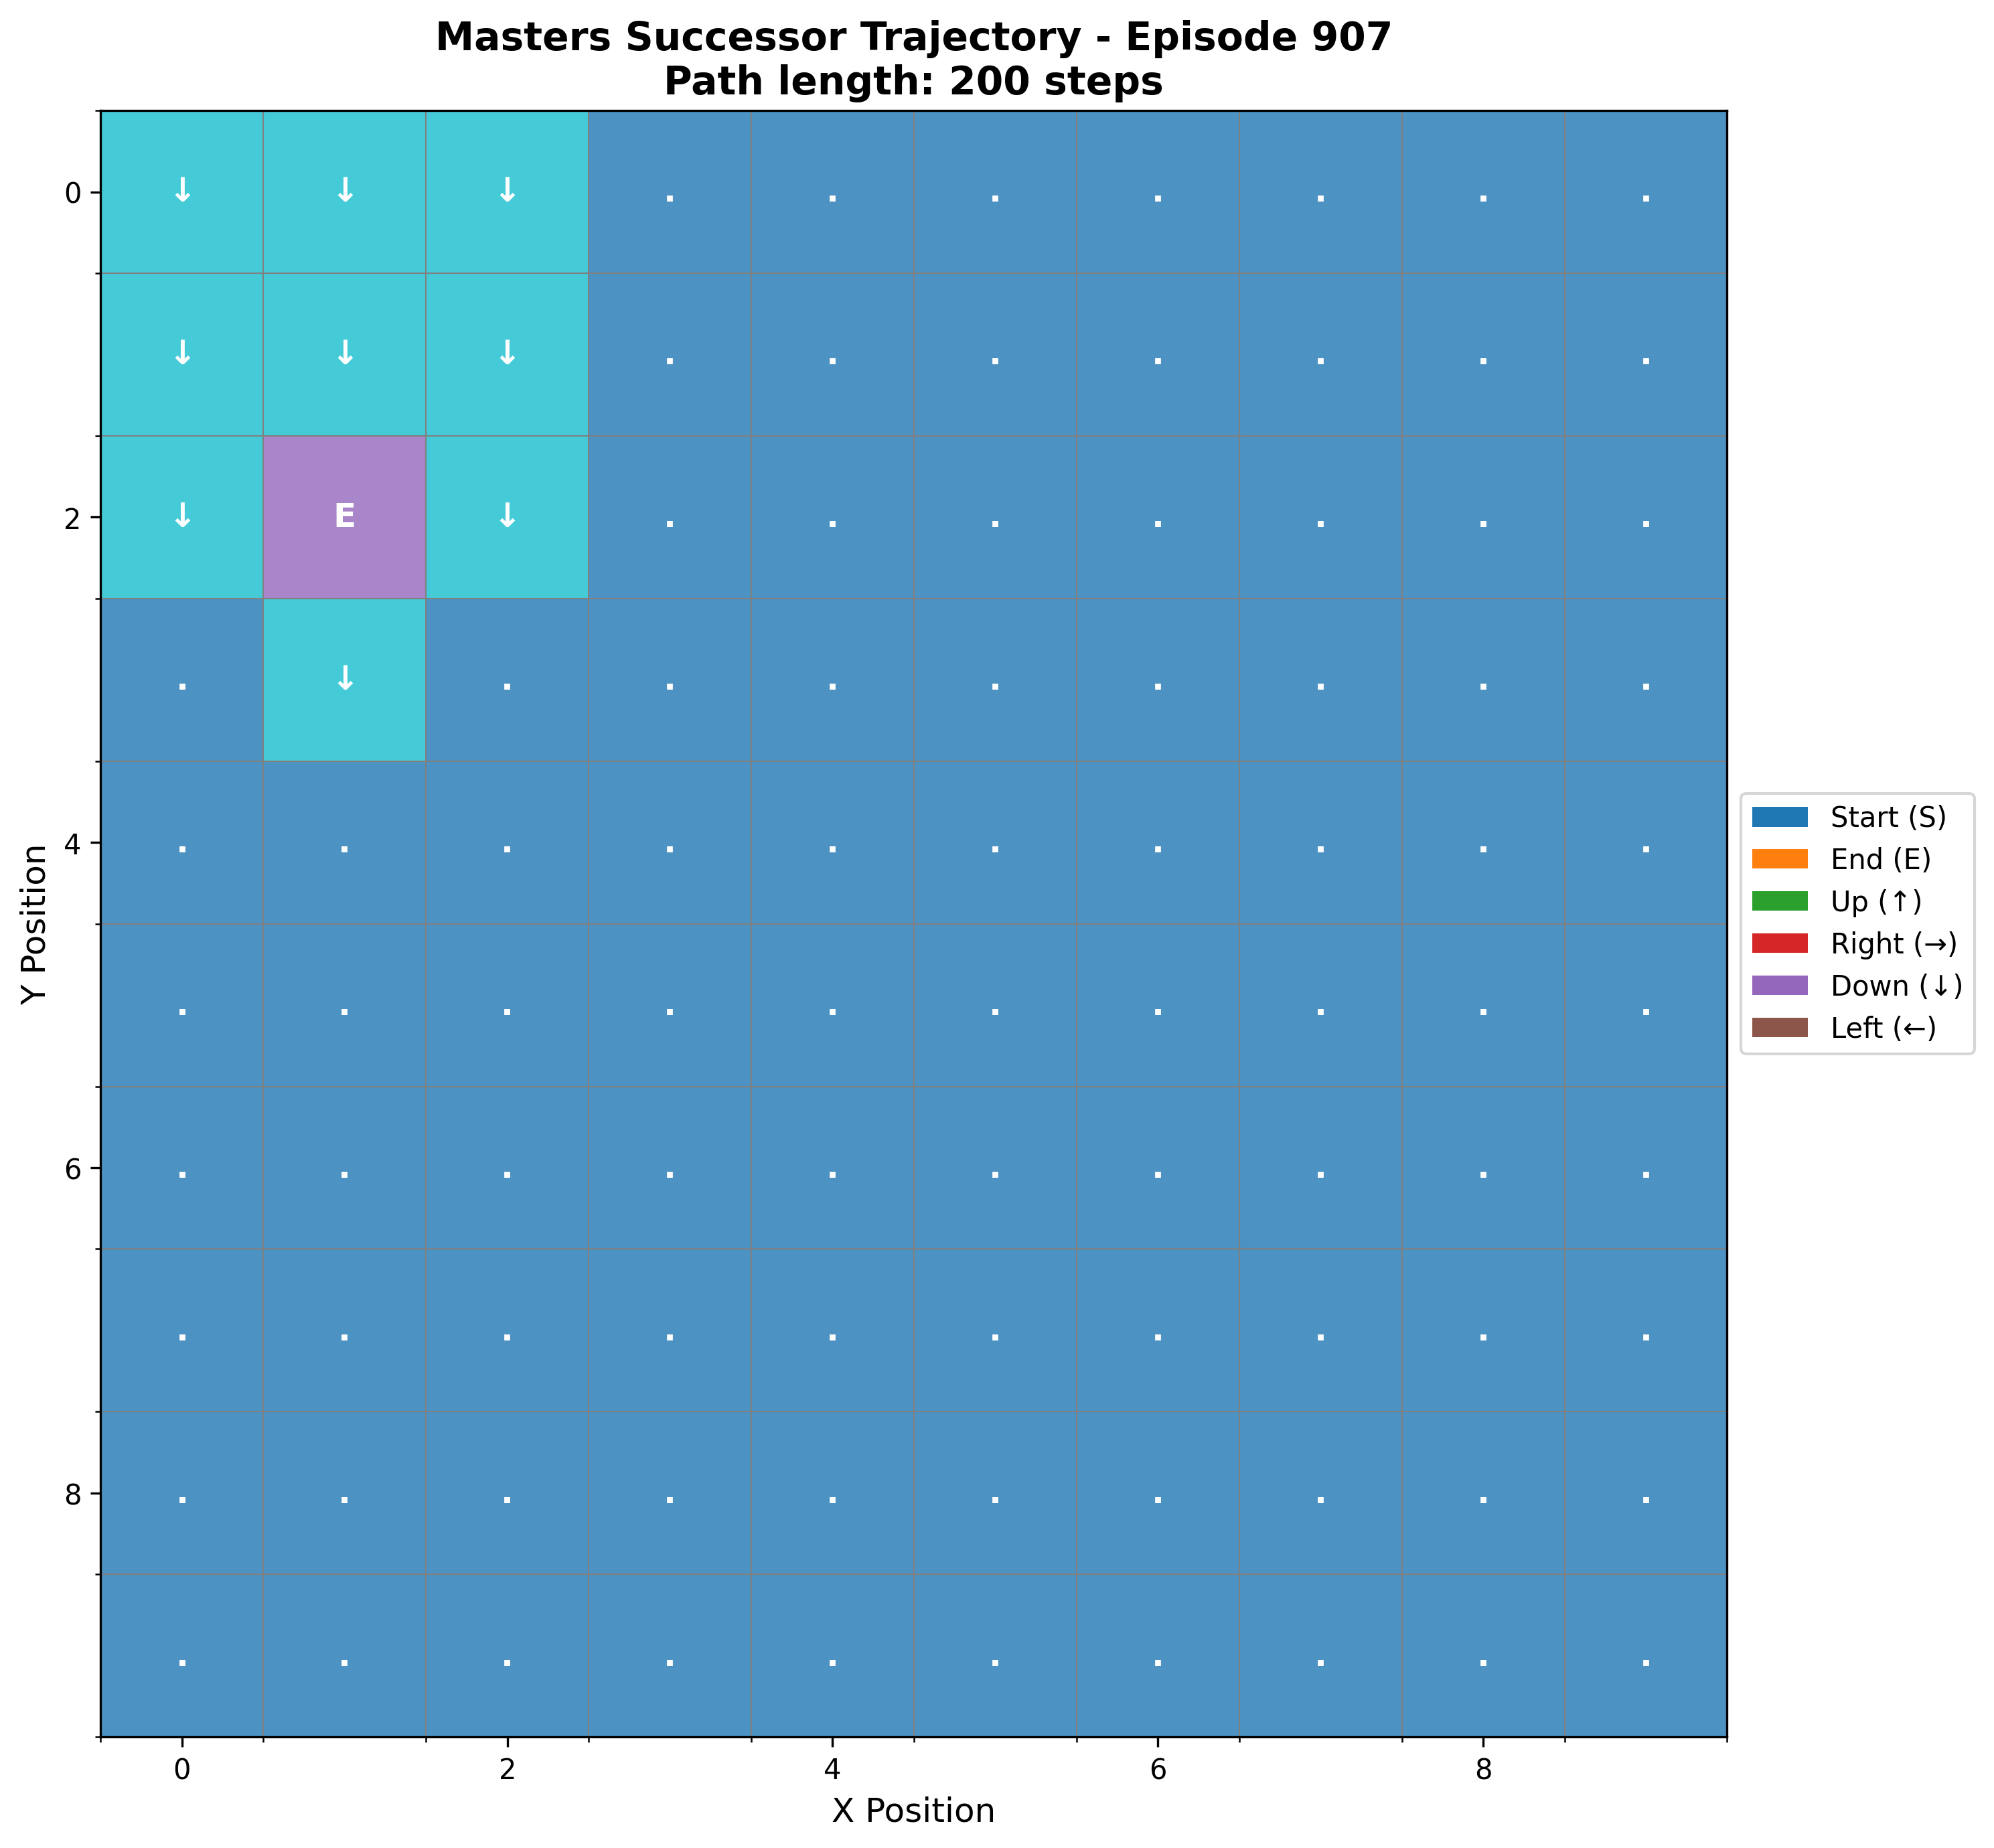 Masters Successor Trajectory - Episode 907
Path length: 200 steps
0 ↓ ↓ ↓ . . . . . . .
↓ ↓ ↓ . . . . . . .
2 ↓ E ↓ . . . . . . .
. ↓ . . . . . . . .
4 . . . . . . . . . .
. . . . . . . . . .
6 . . . . . . . . . .
. . . . . . . . . .
8 . . . . . . . . . .
. . . . . . . . . .
0 2 4 6 8
X Position
Y Position
Start (S)
End (E)
Up (↑)
Right (→)
Down (↓)
Left (←)